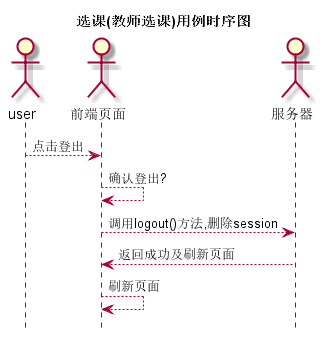 选课(教师选课)用例时序图
user
前端页面
服务器
点击登出
确认登出?
调用logout()方法,删除session
返回成功及刷新页面
刷新页面